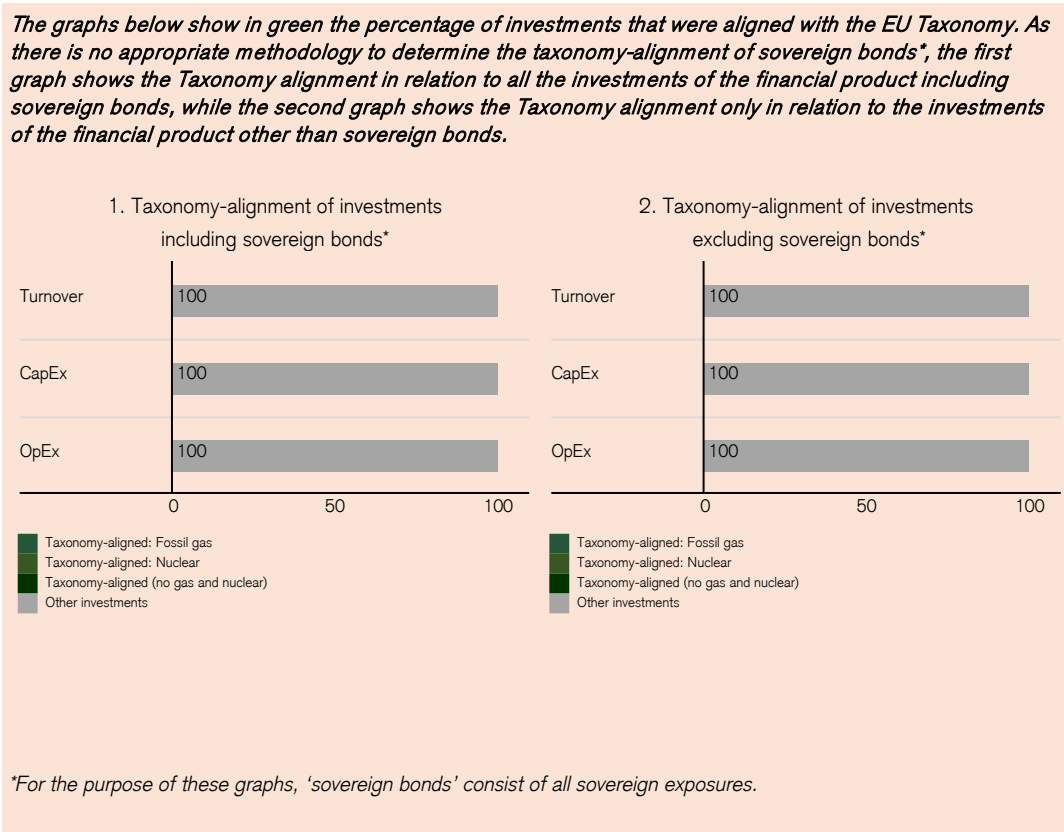 The graphs below show in green the percentage of investments that were aligned with the EU Taxonomy. As
there is no appropriate methodology to determine the taxonomy-alignment of sovereign bonds*, the first
graph shows the Taxonomy alignment in relation to all the investments of the financial product including
sovereign bonds, while the second graph shows the Taxonomy alignment only in relation to the investments
of the financial product other than sovereign bonds.
1. Taxonomy-alignment of investments
including sovereign bonds*
Turnover
100
CapEx
100
OpEx
100
0 50 100
Taxonomy-aligned: Fossil gas
Taxonomy-aligned: Nuclear
Taxonomy-aligned (no gas and nuclear)
Other investments
2. Taxonomy-alignment of investments
excluding sovereign bonds*
Turnover
100
CapEx
100
OpEx
100
0 50 100
Taxonomy-aligned: Fossil gas
Taxonomy-aligned: Nuclear
Taxonomy-aligned (no gas and nuclear)
Other investments
*For the purpose of these graphs, ‘sovereign bonds’ consist of all sovereign exposures.